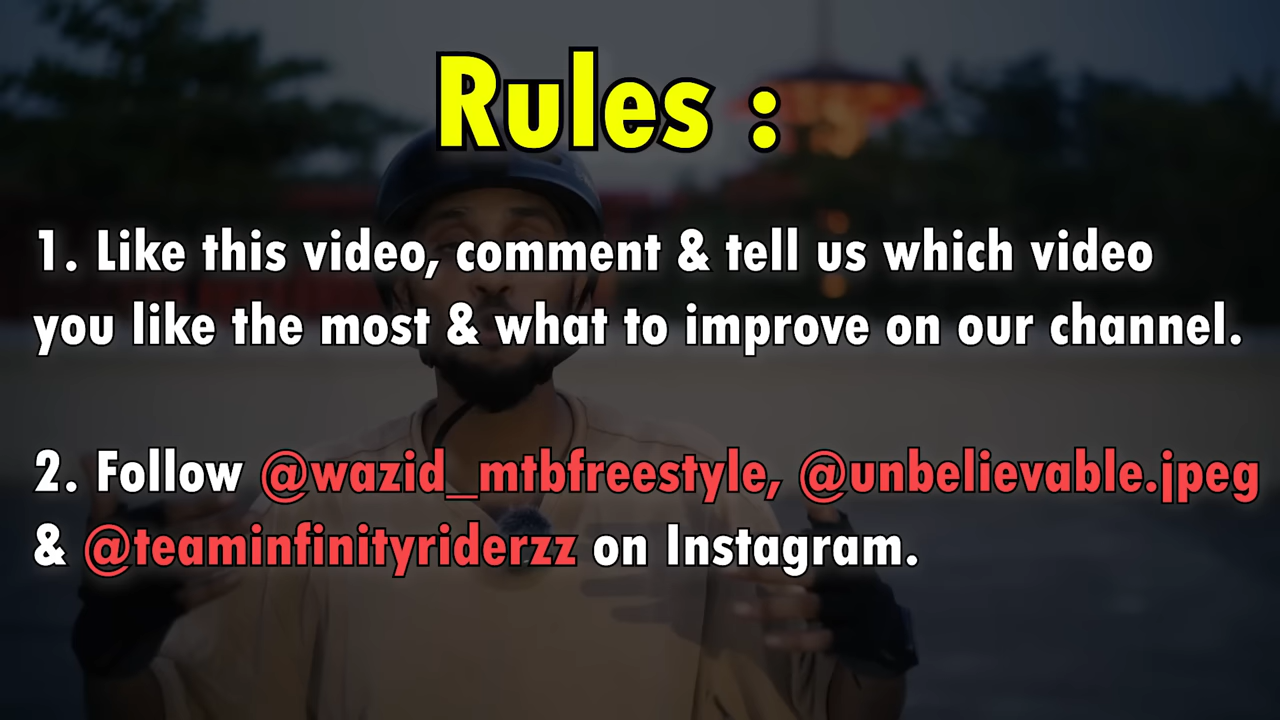 Rules :
1. Like this video, comment & tell us which video
you like the most & what to improve on our channel.
2. Follow @wazid_mtbfreestyle, @unbelievable.jpeg
& @teaminfinityriderzz on Instagram.